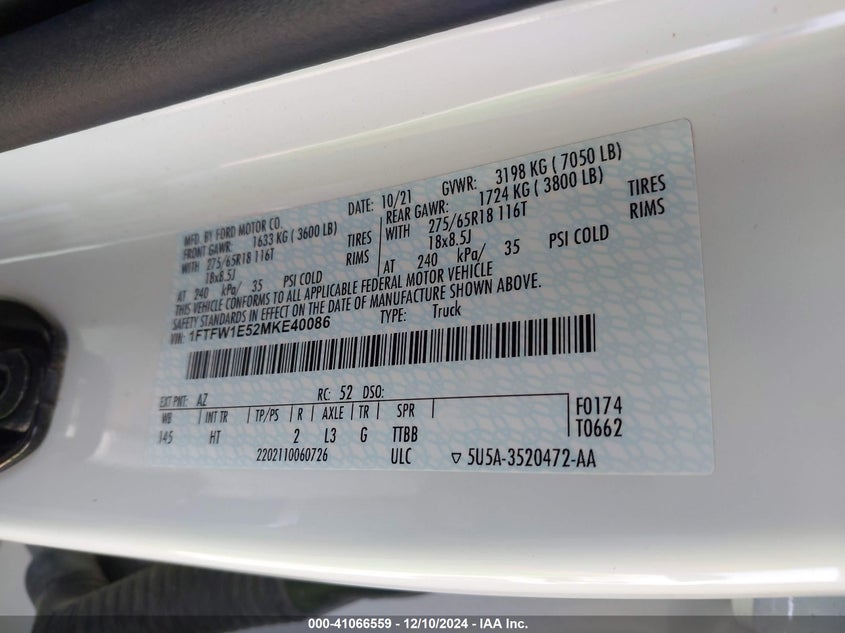 MFD. BY FORD MOTOR CO.
DATE: 10/21 GVWR: 3198 KG ( 7050 LB)
FRONT GAWR: 1633 KG ( 3600 LB)
REAR GAWR: 1724 KG ( 3800 LB)
WITH 275/65R18 116T TIRES
WITH 275/65R18 116T TIRES
18x8.5J RIMS
18x8.5J RIMS
AT 240 kPa/ 35 PSI COLD
AT 240 kPa/ 35 PSI COLD
THIS VEHICLE CONFORMS TO ALL APPLICABLE FEDERAL MOTOR VEHICLE
SAFETY STANDARDS IN EFFECT ON THE DATE OF MANUFACTURE SHOWN ABOVE.
VIN: 1FTFW1E52MKE40086 TYPE: Truck
EXT PNT: AZ RC: 52 DSO:
WB INT TR TP/PS R AXLE TR SPR
145 HT 2 L3 G TTBB
2202110060726 ULC
F0174
T0662
▽ 5U5A-3520472-AA
000-41066559 - 12/10/2024 - IAA Inc.